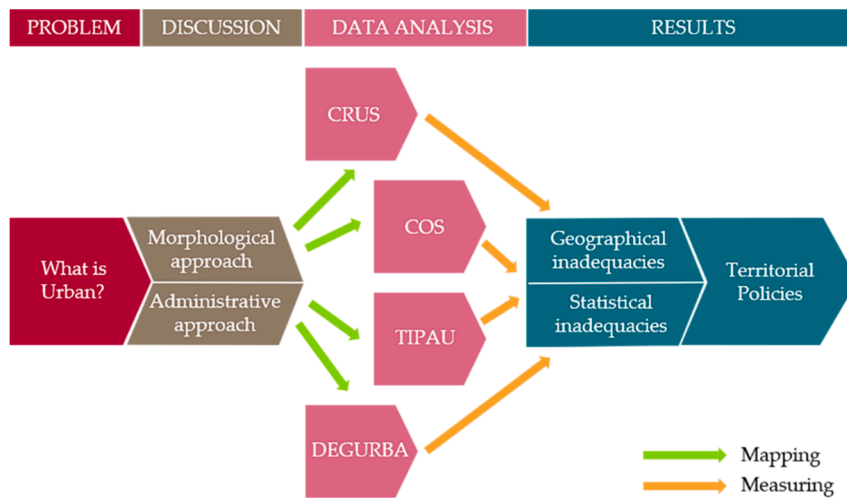 PROBLEM
DISCUSSION
DATA ANALYSIS
RESULTS
CRUS
COS
Morphological
approach
What is
Urban?
Administrative
approach
TIPAU
DEGURBA
Geographical
inadequacies
Statistical
inadequacies
Territorial
Policies
Mapping
Measuring